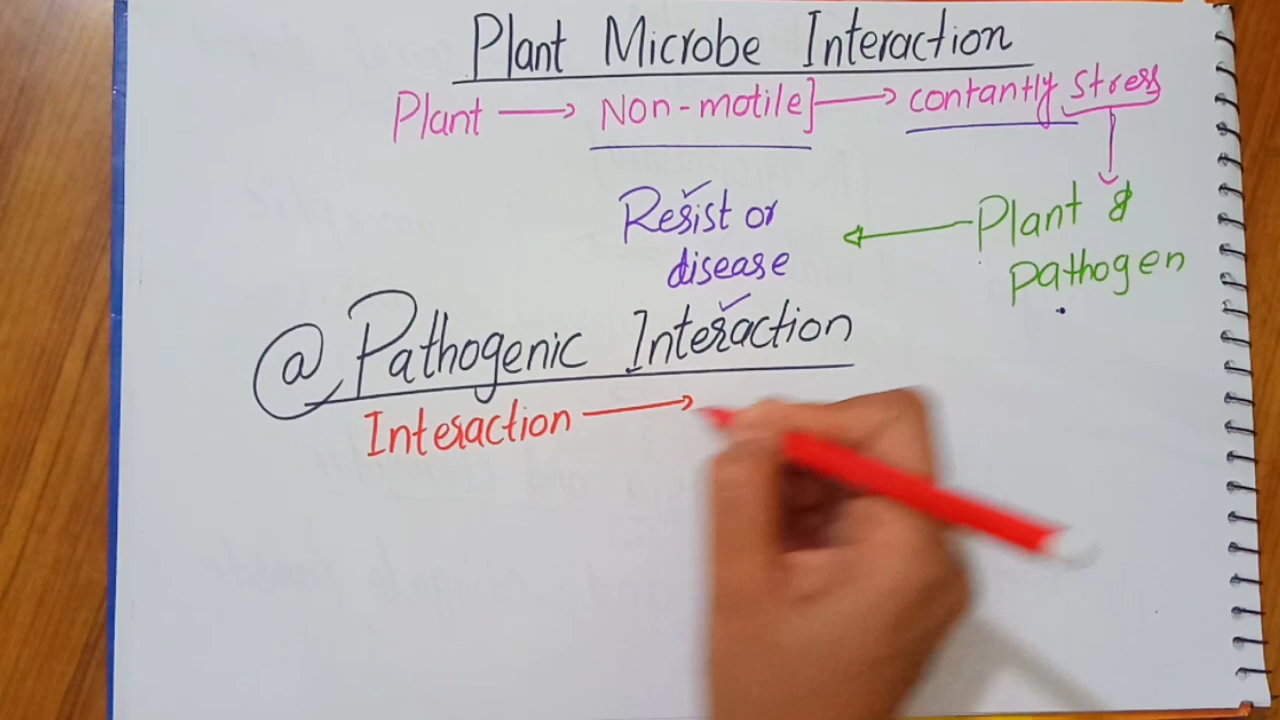 Plant Microbe Interaction
Plant → Non-motile] → contantly stress
Plant &
pathogen
Resist or
disease
@ Pathogenic Interaction
Interaction →